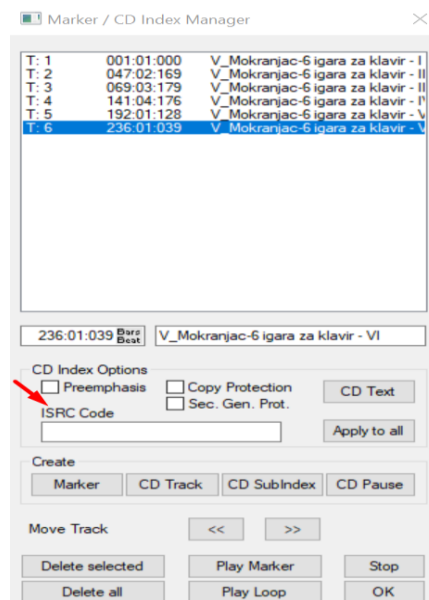 Marker / CD Index Manager
T: 1 001:01:000 V_Mokranjac-6 igara za klavir - I
T: 2 047:02:169 V_Mokranjac-6 igara za klavir - II
T: 3 069:03:179 V_Mokranjac-6 igara za klavir - II
T: 4 141:04:176 V_Mokranjac-6 igara za klavir - I
T: 5 192:01:128 V_Mokranjac-6 igara za klavir - V
T: 6 236:01:039 V_Mokranjac-6 igara za klavir - V
236:01:039 Bars Beat V_Mokranjac-6 igara za klavir - VI
CD Index Options
Preemphasis Copy Protection CD Text
Sec. Gen. Prot.
ISRC Code
Apply to all
Create
Marker CD Track CD SubIndex CD Pause
Move Track << >>
Delete selected Play Marker Stop
Delete all Play Loop OK